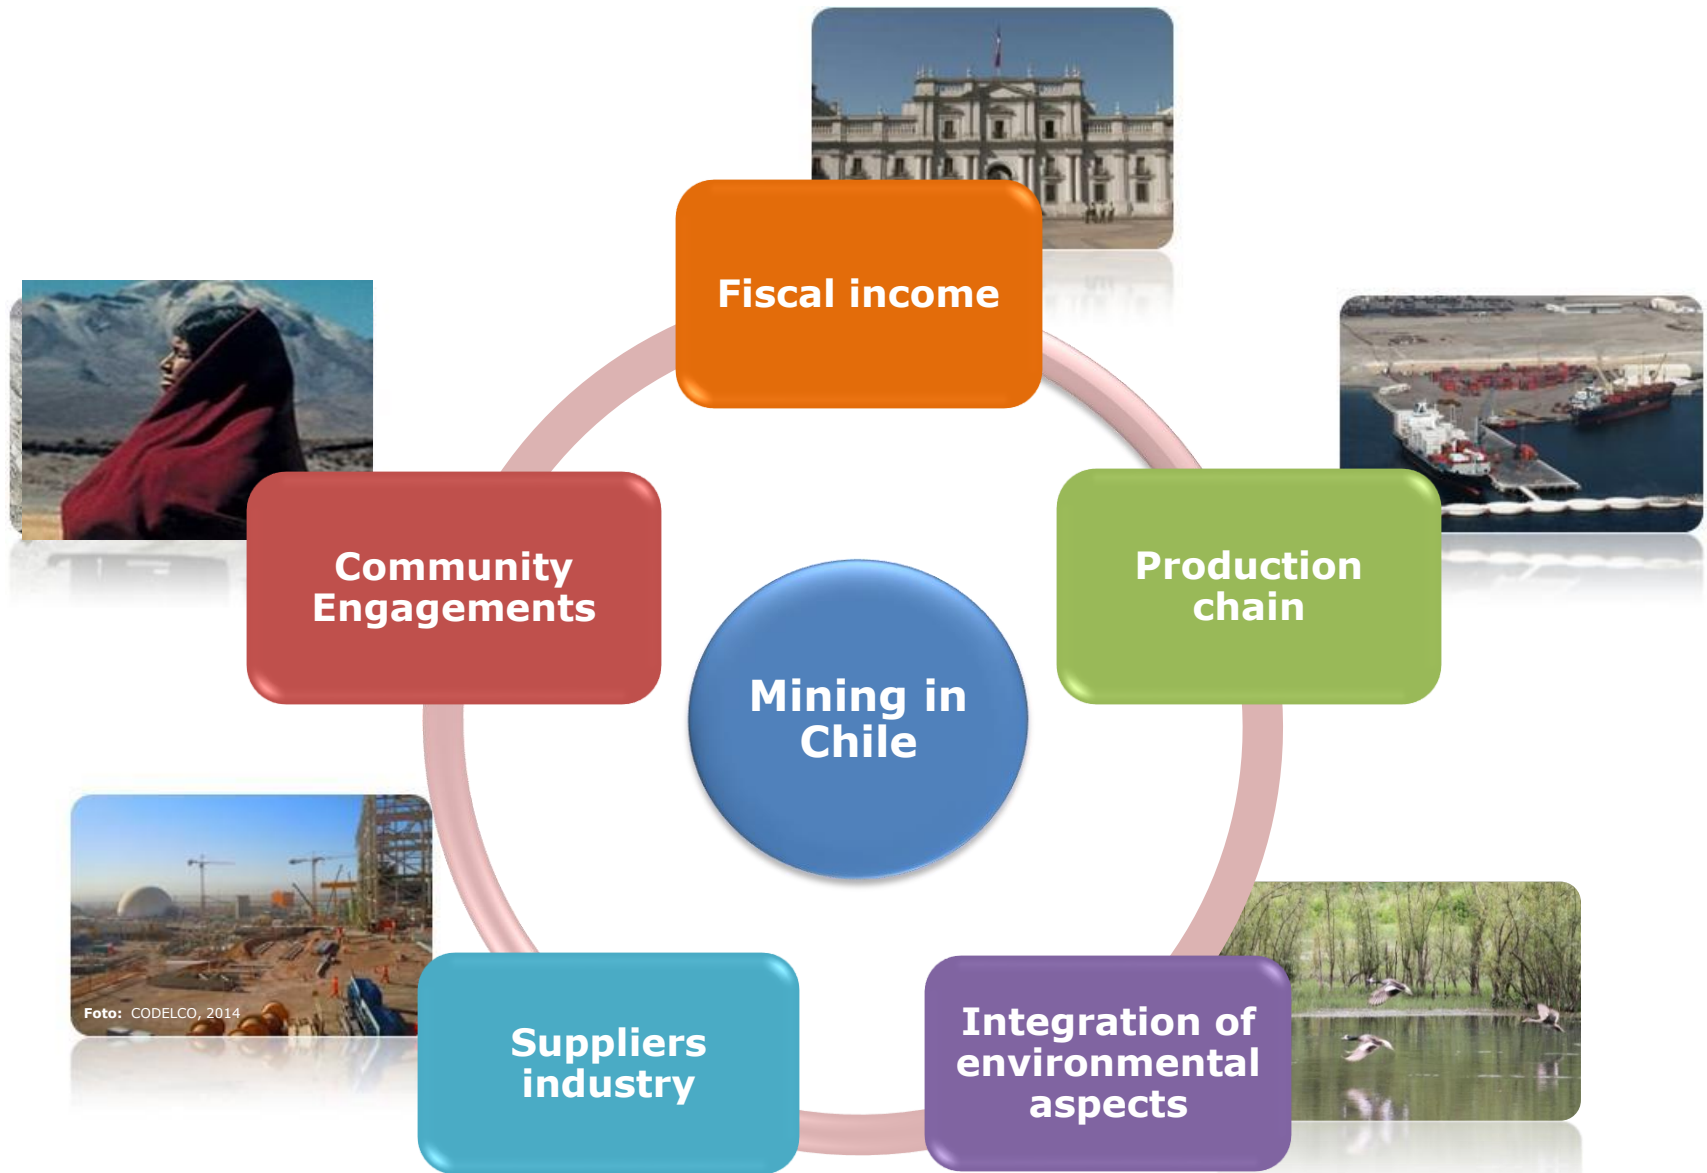 Fiscal income
Community
Engagements
Production
chain
Mining in
Chile
Foto: CODELCO, 2014
Suppliers
industry
Integration of
environmental
aspects